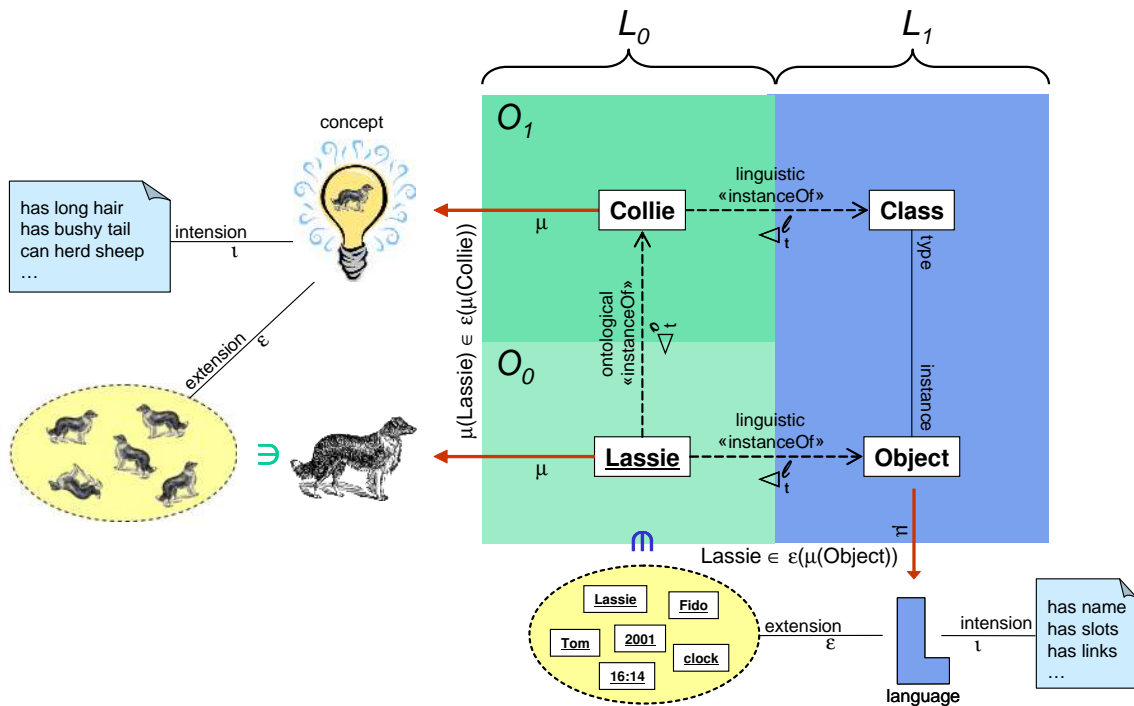 L0
L1
O1
concept
linguistic
«instanceOf»
Collie
Class
μ
ℓ
◁t
has long hair
has bushy tail
can herd sheep
…
intension
ι
type
μ(Lassie) ∈ ε(μ(Collie))
ontological
«instanceOf»
o
◁t
extension
ε
O0
instance
linguistic
«instanceOf»
∋
μ
Lassie
Object
ℓ
◁t
∈
μ
Lassie ∈ ε(μ(Object))
Lassie
Fido
Tom
2001
clock
16:14
extension
ε
intension
ι
has name
has slots
has links
…
language